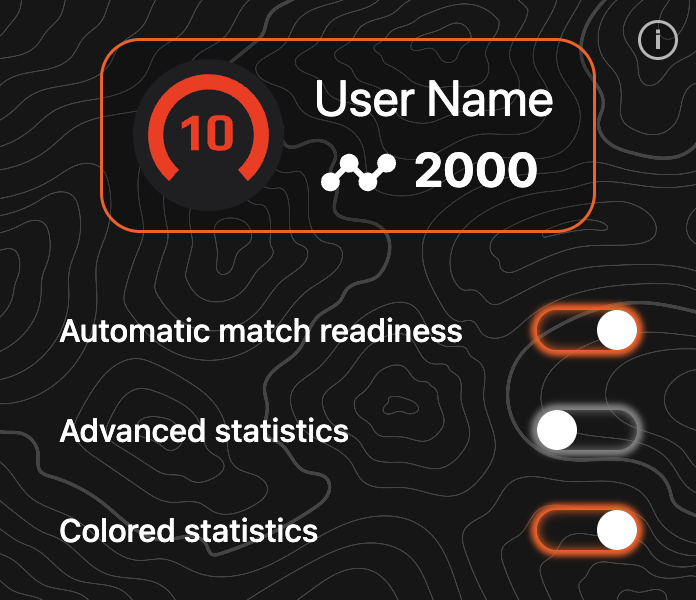 i
10
User Name
2000
Automatic match readiness
Advanced statistics
Colored statistics